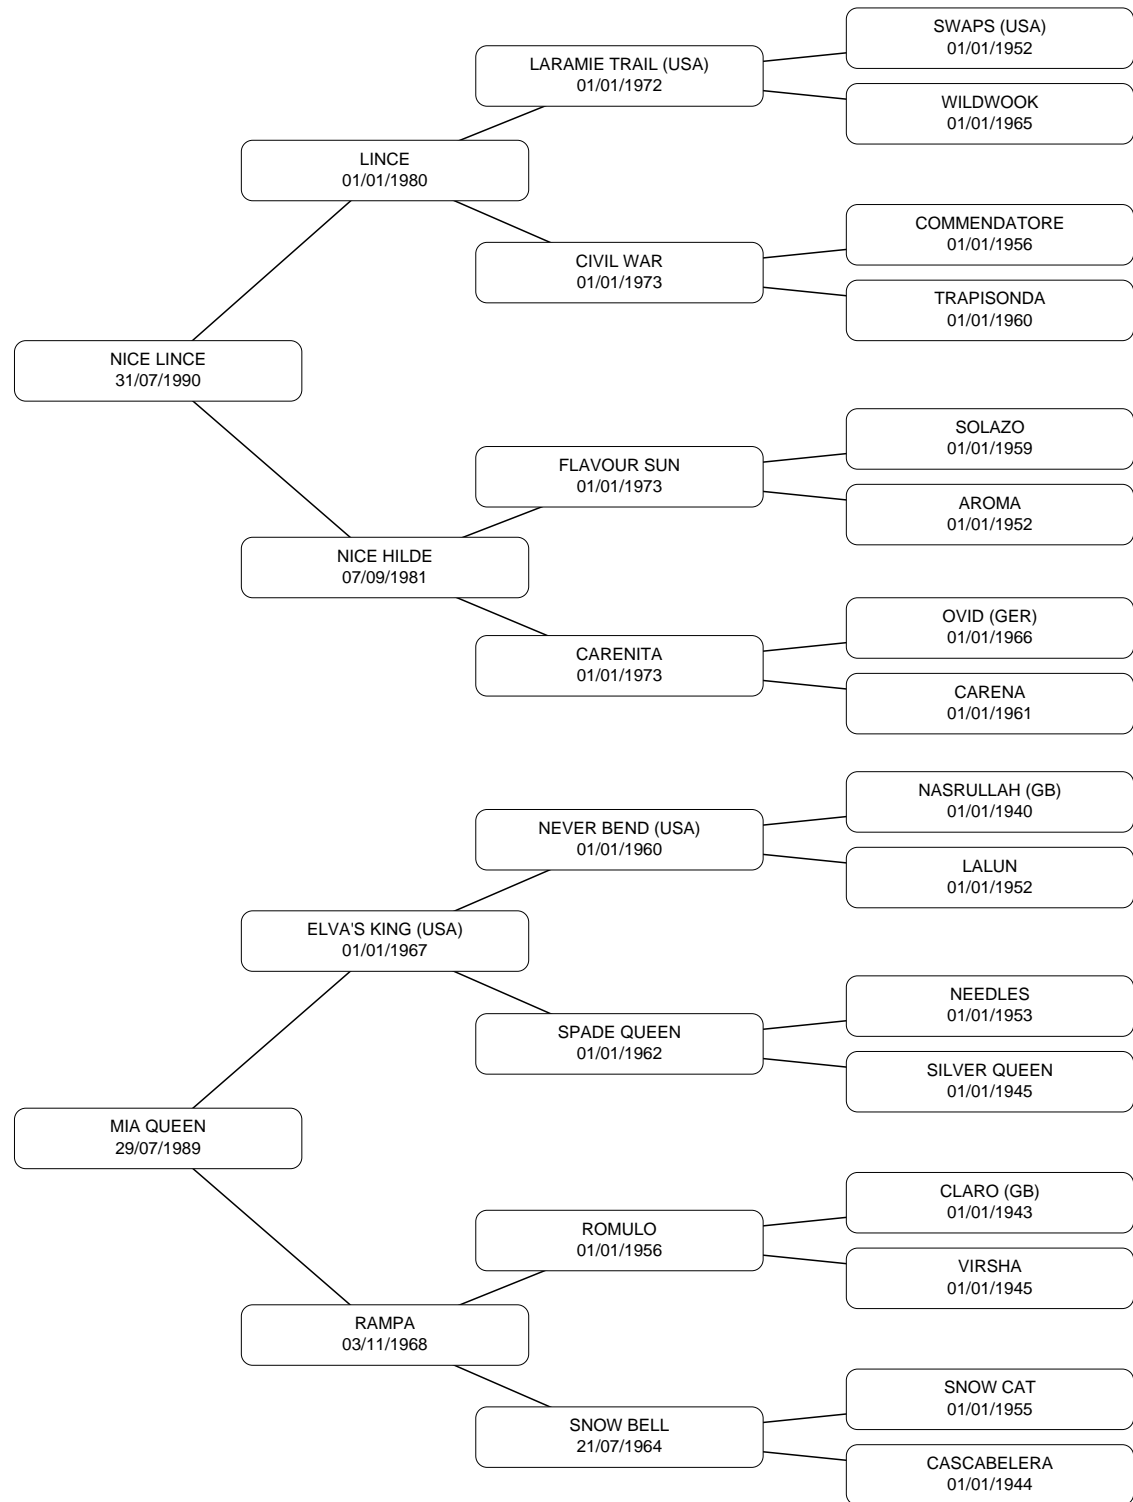 SWAPS (USA)
01/01/1952
LARAMIE TRAIL (USA)
01/01/1972
WILDWOOK
01/01/1965
LINCE
01/01/1980
COMMENDATORE
01/01/1956
CIVIL WAR
01/01/1973
TRAPISONDA
01/01/1960
NICE LINCE
31/07/1990
SOLAZO
01/01/1959
FLAVOUR SUN
01/01/1973
AROMA
01/01/1952
NICE HILDE
07/09/1981
OVID (GER)
01/01/1966
CARENITA
01/01/1973
CARENA
01/01/1961
NASRULLAH (GB)
01/01/1940
NEVER BEND (USA)
01/01/1960
LALUN
01/01/1952
ELVA'S KING (USA)
01/01/1967
NEEDLES
01/01/1953
SPADE QUEEN
01/01/1962
SILVER QUEEN
01/01/1945
MIA QUEEN
29/07/1989
CLARO (GB)
01/01/1943
ROMULO
01/01/1956
VIRSHA
01/01/1945
RAMPA
03/11/1968
SNOW CAT
01/01/1955
SNOW BELL
21/07/1964
CASCABELERA
01/01/1944